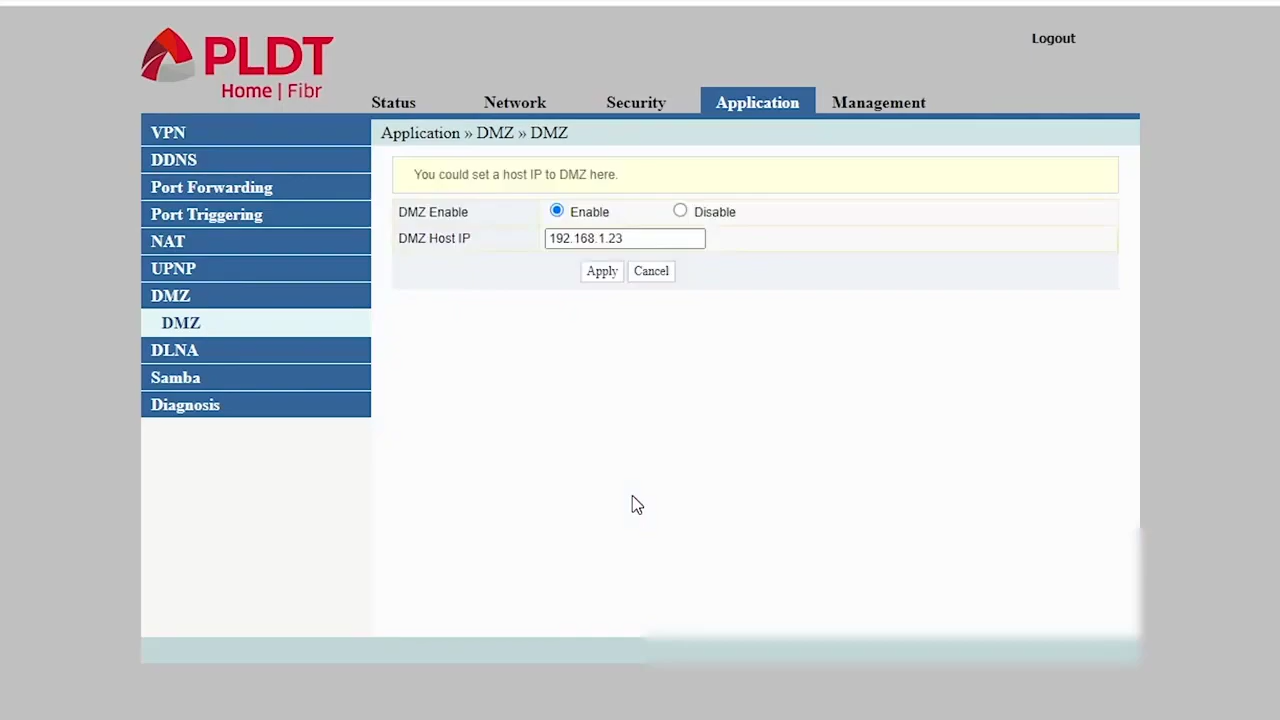 PLDT
Home | Fibr
Logout
Status Network Security Application Management
Application » DMZ » DMZ
VPN
DDNS
Port Forwarding
Port Triggering
NAT
UPNP
DMZ
DMZ
DLNA
Samba
Diagnosis
You could set a host IP to DMZ here.
DMZ Enable Enable Disable
DMZ Host IP 192.168.1.23
Apply Cancel